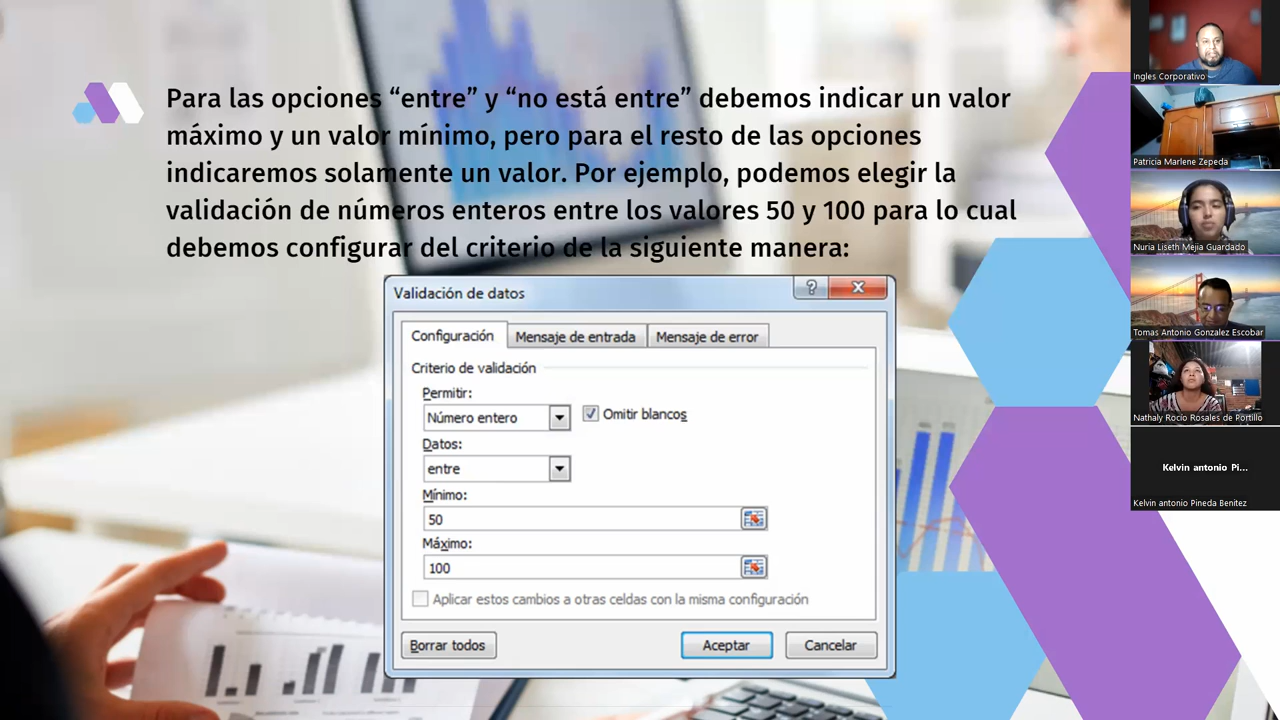 Para las opciones “entre” y “no está entre” debemos indicar un valor
máximo y un valor mínimo, pero para el resto de las opciones
indicaremos solamente un valor. Por ejemplo, podemos elegir la
validación de números enteros entre los valores 50 y 100 para lo cual
debemos configurar del criterio de la siguiente manera:
Validación de datos
?
Configuración
Mensaje de entrada
Mensaje de error
Criterio de validación
Permitir:
Número entero
Omitir blancos
Datos:
entre
Mínimo:
50
Máximo:
100
Aplicar estos cambios a otras celdas con la misma configuración
Borrar todos
Aceptar
Cancelar
Ingles Corporativo
Patricia Marlene Zepeda
Nuria Liseth Mejia Guardado
Tomas Antonio Gonzalez Escobar
Nathaly Rocío Rosales de Portillo
Kelvin antonio Pi...
Kelvin antonio Pineda Benitez